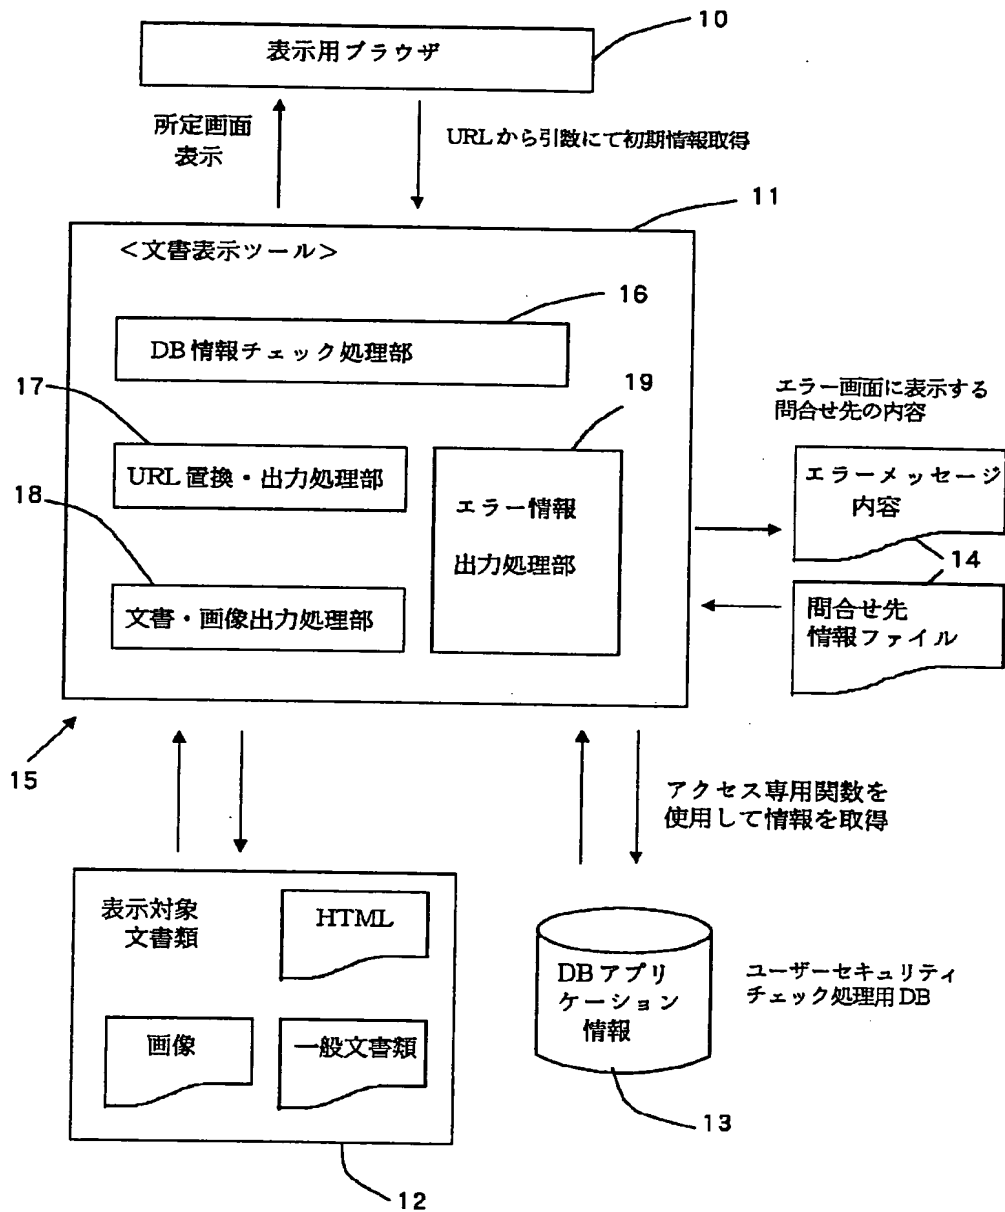 10
表示用ブラウザ
所定画面
表示
URLから引数にて初期情報取得
11
<文書表示ツール>
16
DB情報チェック処理部
17
19
エラー画面に表示する
問合せ先の内容
URL置換・出力処理部
18
エラー情報
出力処理部
エラーメッセージ
内容
14
文書・画像出力処理部
問合せ先
情報ファイル
15
アクセス専用関数を
使用して情報を取得
表示対象
文書類
HTML
画像
一般文書類
12
DBアプリ
ケーション
情報
ユーザーセキュリティ
チェック処理用DB
13